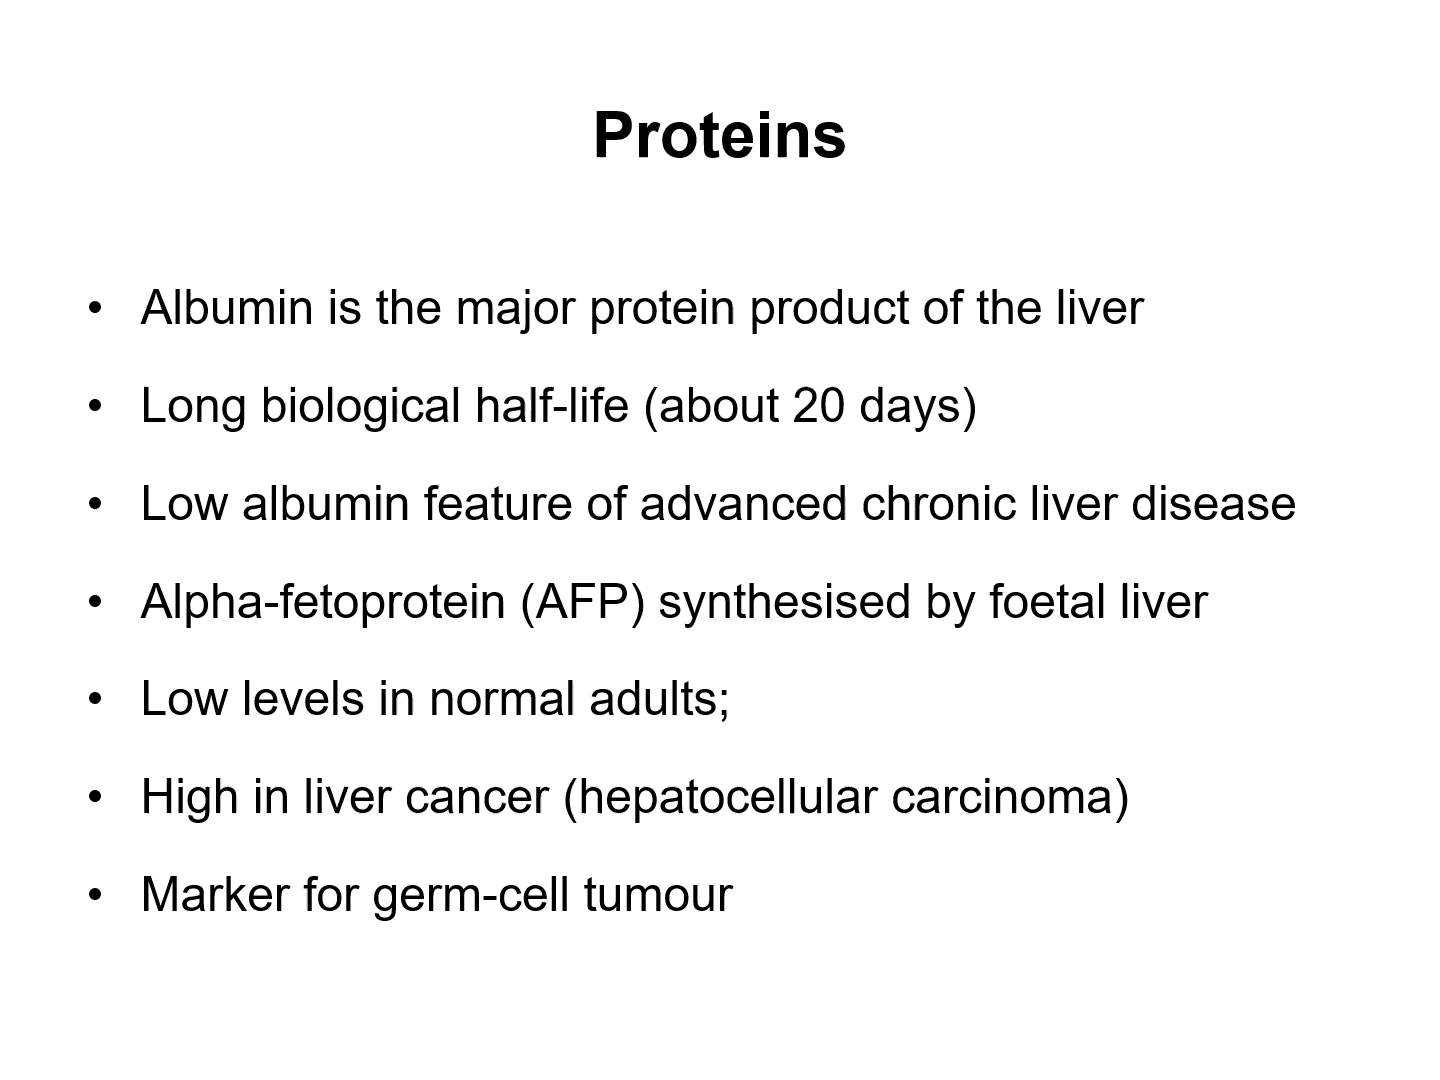 Proteins
• Albumin is the major protein product of the liver
• Long biological half-life (about 20 days)
• Low albumin feature of advanced chronic liver disease
• Alpha-fetoprotein (AFP) synthesised by foetal liver
• Low levels in normal adults;
• High in liver cancer (hepatocellular carcinoma)
• Marker for germ-cell tumour